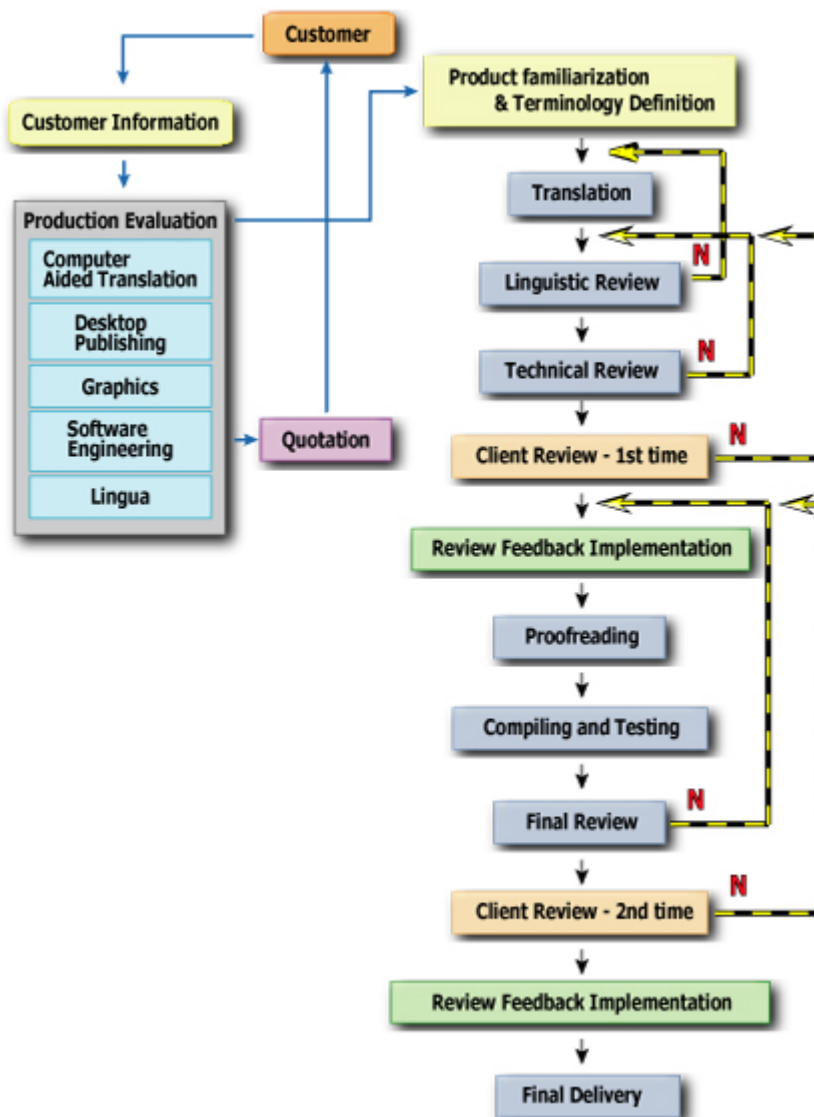 Customer
Customer Information
Production Evaluation
Computer
Aided Translation
Desktop
Publishing
Graphics
Software
Engineering
Lingua
Quotation
Product familiarization
& Terminology Definition
Translation
N
Linguistic Review
N
Technical Review
N
Client Review - 1st time
Review Feedback Implementation
Proofreading
Compiling and Testing
N
Final Review
N
Client Review - 2nd time
Review Feedback Implementation
Final Delivery